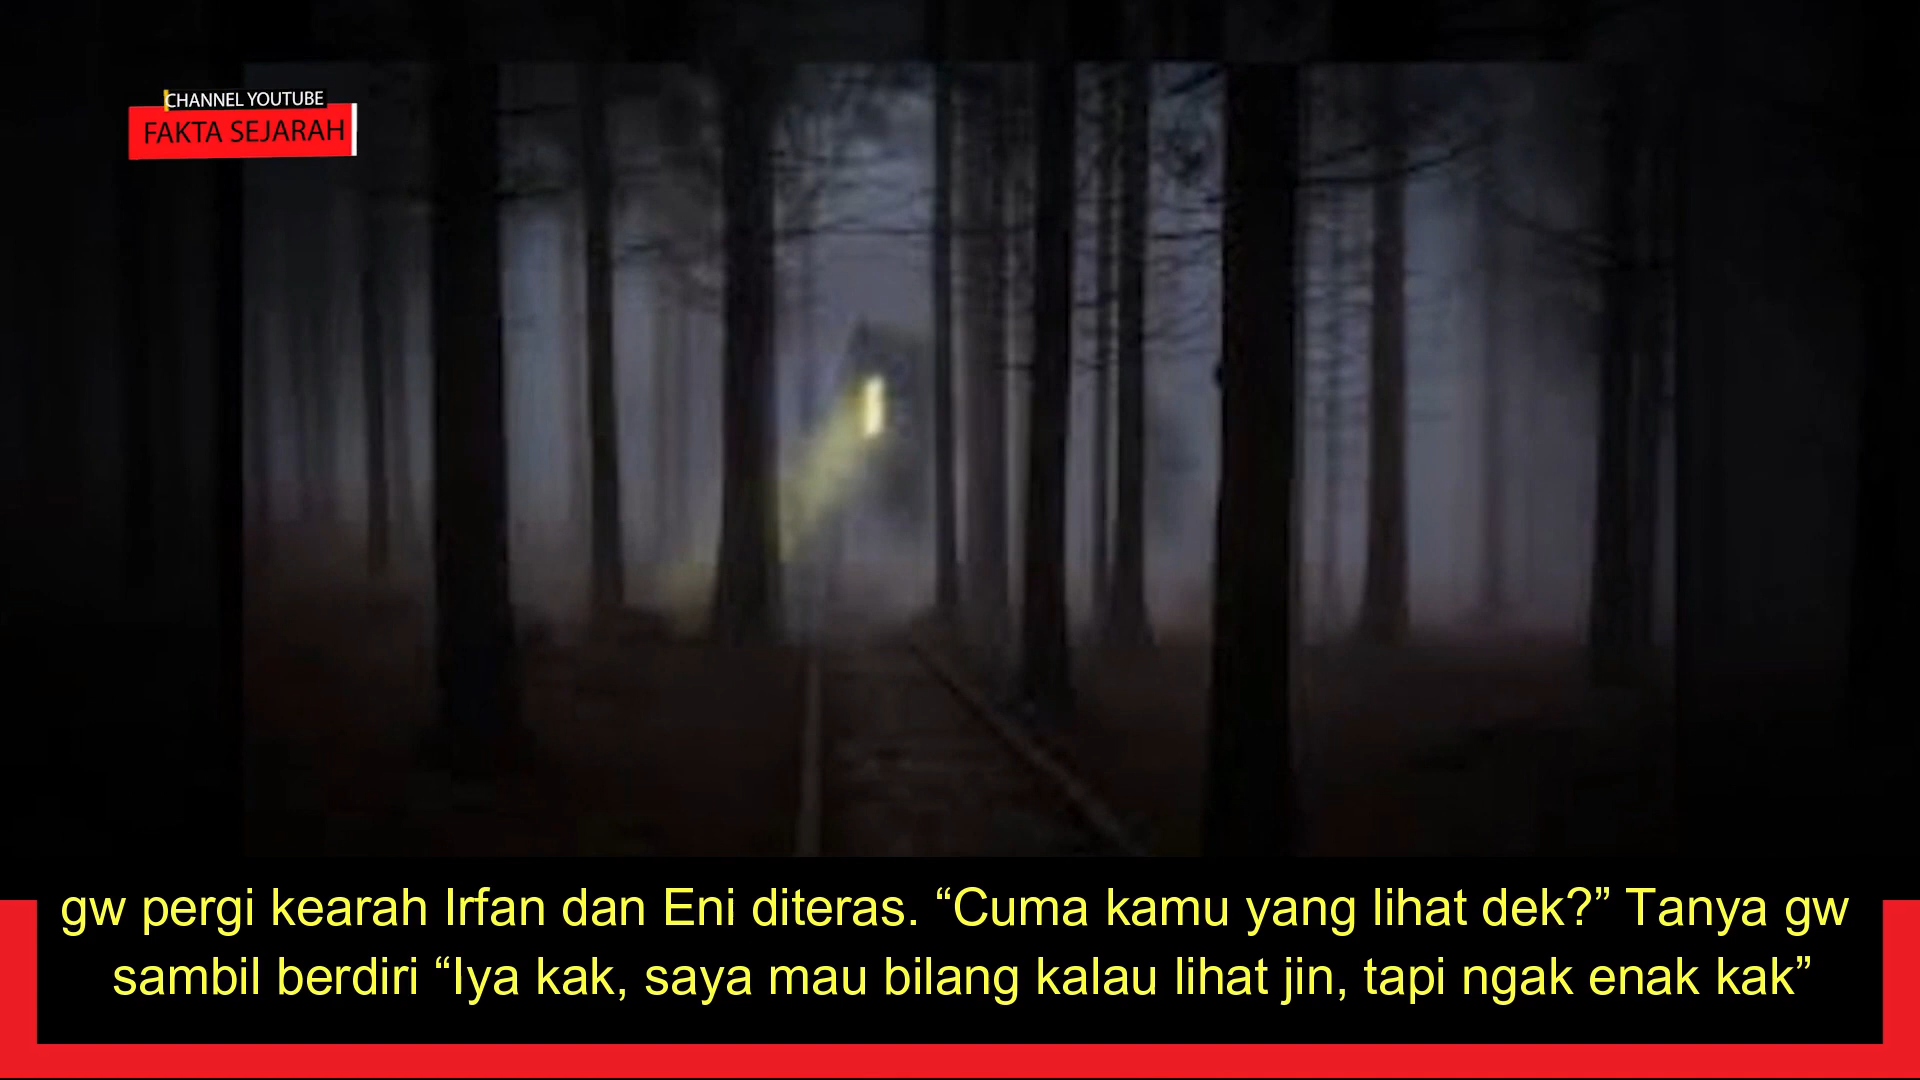 CHANNEL YOUTUBE
FAKTA SEJARAH
gw pergi kearah Irfan dan Eni diteras. “Cuma kamu yang lihat dek?” Tanya gw
sambil berdiri “Iya kak, saya mau bilang kalau lihat jin, tapi ngak enak kak”